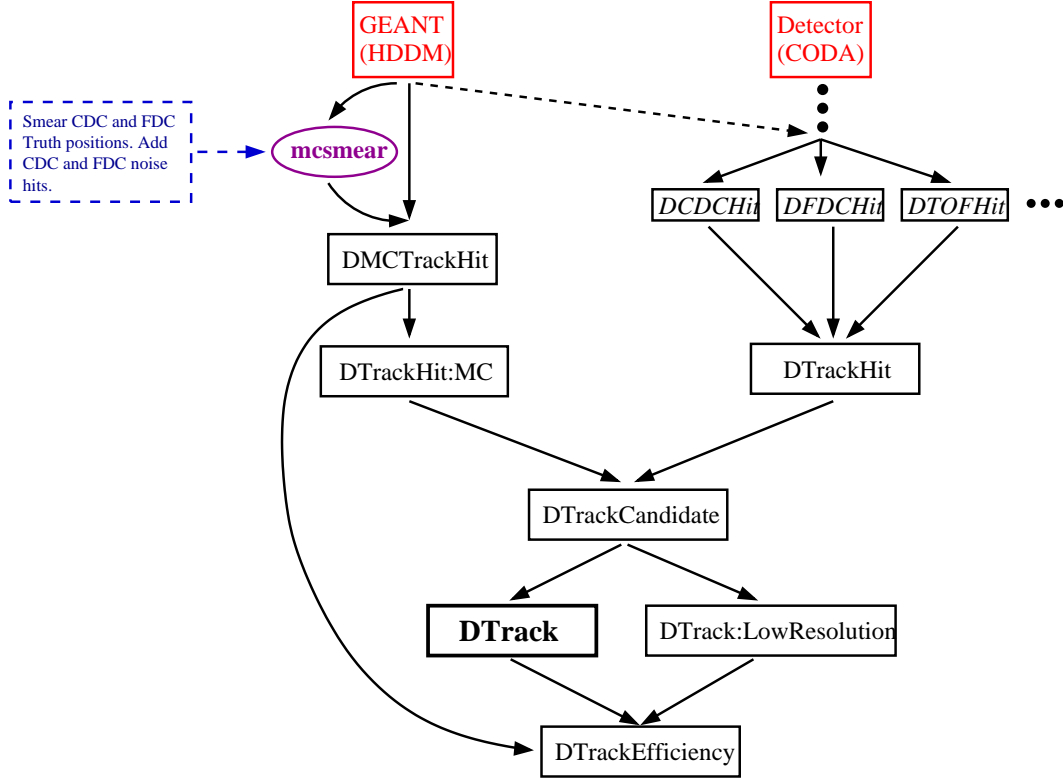 GEANT
(HDDM)
Detector
(CODA)
Smear CDC and FDC
Truth positions. Add
CDC and FDC noise
hits.
mcsmear
DCDCHit
DFDCHit
DTOFHit
DMCTrackHit
DTrackHit:MC
DTrackHit
DTrackCandidate
DTrack
DTrack:LowResolution
DTrackEfficiency